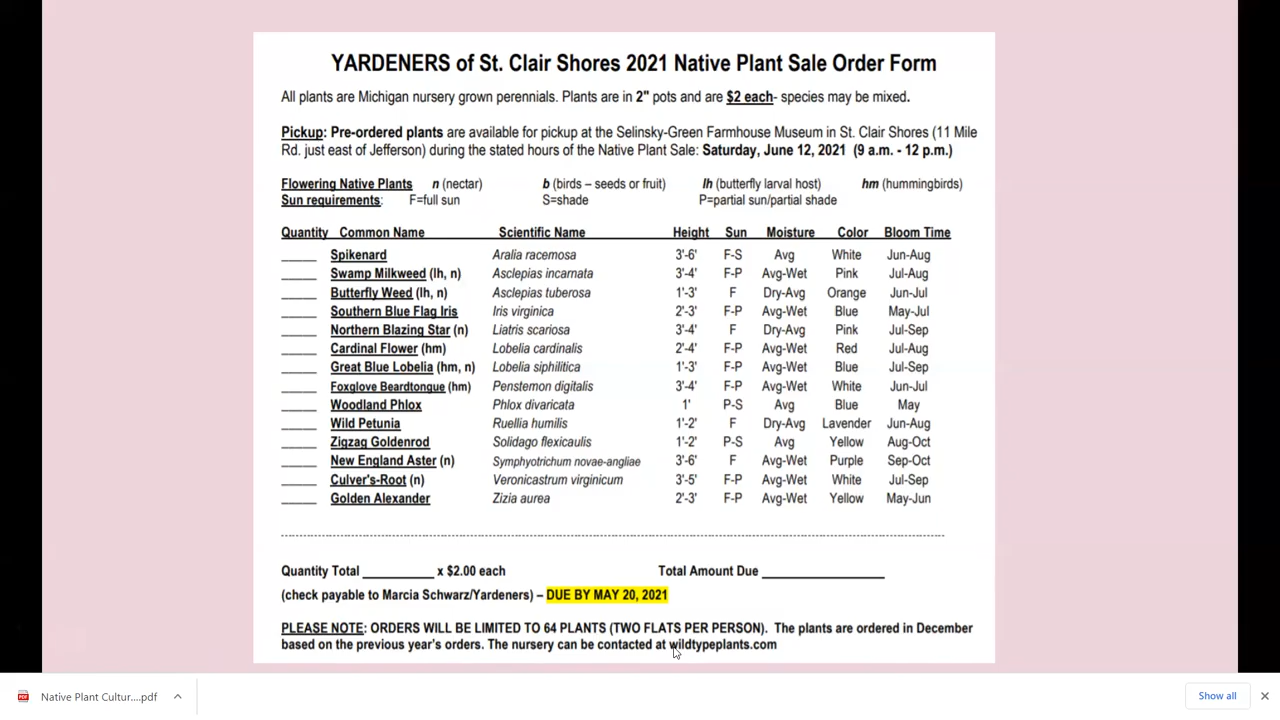 YARDENERS of St. Clair Shores 2021 Native Plant Sale Order Form
All plants are Michigan nursery grown perennials. Plants are in 2" pots and are $2 each- species may be mixed.
Pickup: Pre-ordered plants are available for pickup at the Selinsky-Green Farmhouse Museum in St. Clair Shores (11 Mile
Rd. just east of Jefferson) during the stated hours of the Native Plant Sale: Saturday, June 12, 2021 (9 a.m. - 12 p.m.)
Flowering Native Plants n (nectar) b (birds – seeds or fruit) lh (butterfly larval host) hm (hummingbirds)
Sun requirements: F=full sun S=shade P=partial sun/partial shade
Quantity Common Name Scientific Name Height Sun Moisture Color Bloom Time
_____ Spikenard Aralia racemosa 3'-6' F-S Avg White Jun-Aug
_____ Swamp Milkweed (lh, n) Asclepias incarnata 3'-4' F-P Avg-Wet Pink Jul-Aug
_____ Butterfly Weed (lh, n) Asclepias tuberosa 1'-3' F Dry-Avg Orange Jun-Jul
_____ Southern Blue Flag Iris Iris virginica 2'-3' F-P Avg-Wet Blue May-Jul
_____ Northern Blazing Star (n) Liatris scariosa 3'-4' F Dry-Avg Pink Jul-Sep
_____ Cardinal Flower (hm) Lobelia cardinalis 2'-4' F-P Avg-Wet Red Jul-Aug
_____ Great Blue Lobelia (hm, n) Lobelia siphilitica 1'-3' F-P Avg-Wet Blue Jul-Sep
_____ Foxglove Beardtongue (hm) Penstemon digitalis 3'-4' F-P Avg-Wet White Jun-Jul
_____ Woodland Phlox Phlox divaricata 1' P-S Avg Blue May
_____ Wild Petunia Ruellia humilis 1'-2' F Dry-Avg Lavender Jun-Aug
_____ Zigzag Goldenrod Solidago flexicaulis 1'-2' P-S Avg Yellow Aug-Oct
_____ New England Aster (n) Symphyotrichum novae-angliae 3'-6' F Avg-Wet Purple Sep-Oct
_____ Culver's-Root (n) Veronicastrum virginicum 3'-5' F-P Avg-Wet White Jul-Sep
_____ Golden Alexander Zizia aurea 2'-3' F-P Avg-Wet Yellow May-Jun
Quantity Total __________ x $2.00 each Total Amount Due _________________
(check payable to Marcia Schwarz/Yardeners) – DUE BY MAY 20, 2021
PLEASE NOTE: ORDERS WILL BE LIMITED TO 64 PLANTS (TWO FLATS PER PERSON). The plants are ordered in December
based on the previous year's orders. The nursery can be contacted at wildtypeplants.com
Native Plant Cultur....pdf
Show all